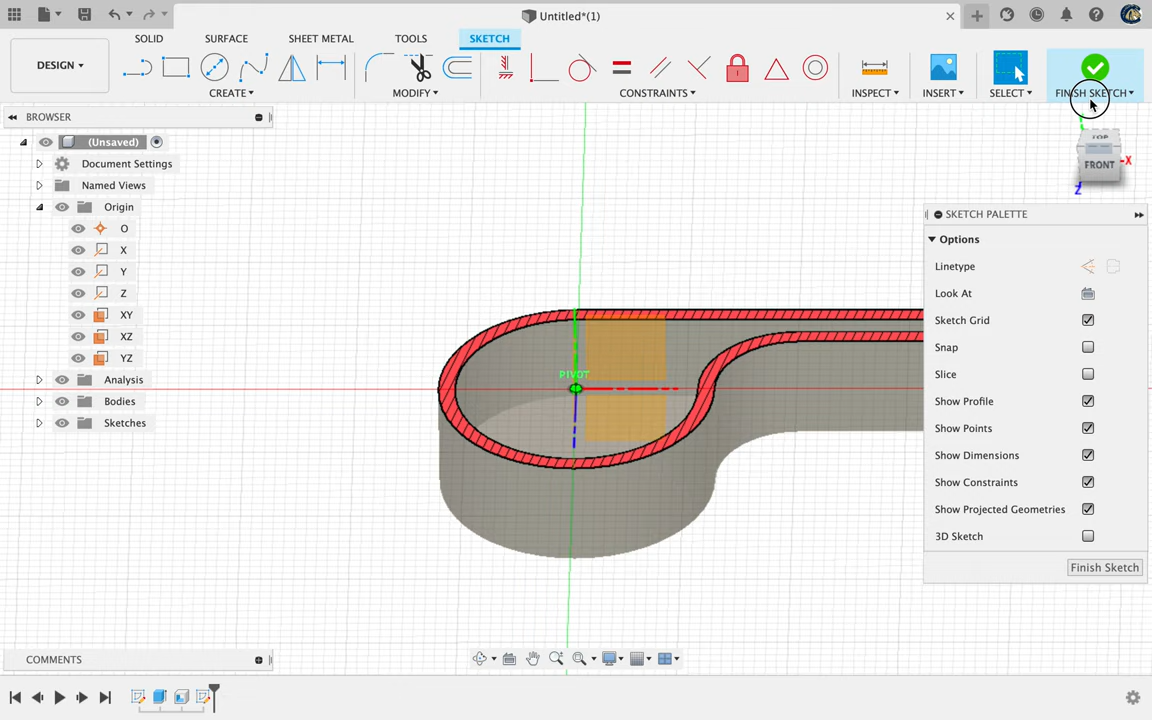 Untitled*(1)
DESIGN
SOLID
SURFACE
SHEET METAL
TOOLS
SKETCH
CREATE
MODIFY
CONSTRAINTS
INSPECT
INSERT
SELECT
FINISH SKETCH
BROWSER
(Unsaved)
Document Settings
Named Views
Origin
O
X
Y
Z
XY
XZ
YZ
Analysis
Bodies
Sketches
TOP
FRONT
X
Z
PIVOT
SKETCH PALETTE
Options
Linetype
Look At
Sketch Grid
Snap
Slice
Show Profile
Show Points
Show Dimensions
Show Constraints
Show Projected Geometries
3D Sketch
Finish Sketch
COMMENTS